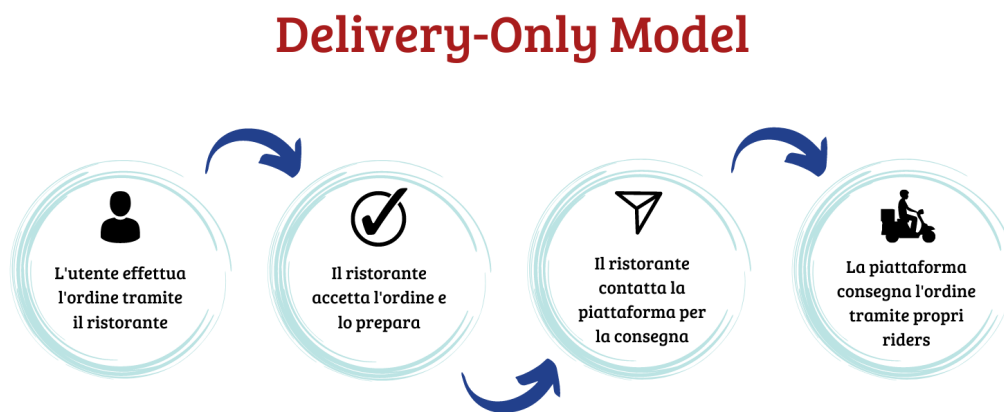 Delivery-Only Model
L'utente effettua
l'ordine tramite
il ristorante
Il ristorante
accetta l'ordine e
lo prepara
Il ristorante
contatta la
piattaforma per
la consegna
La piattaforma
consegna l'ordine
tramite propri
riders